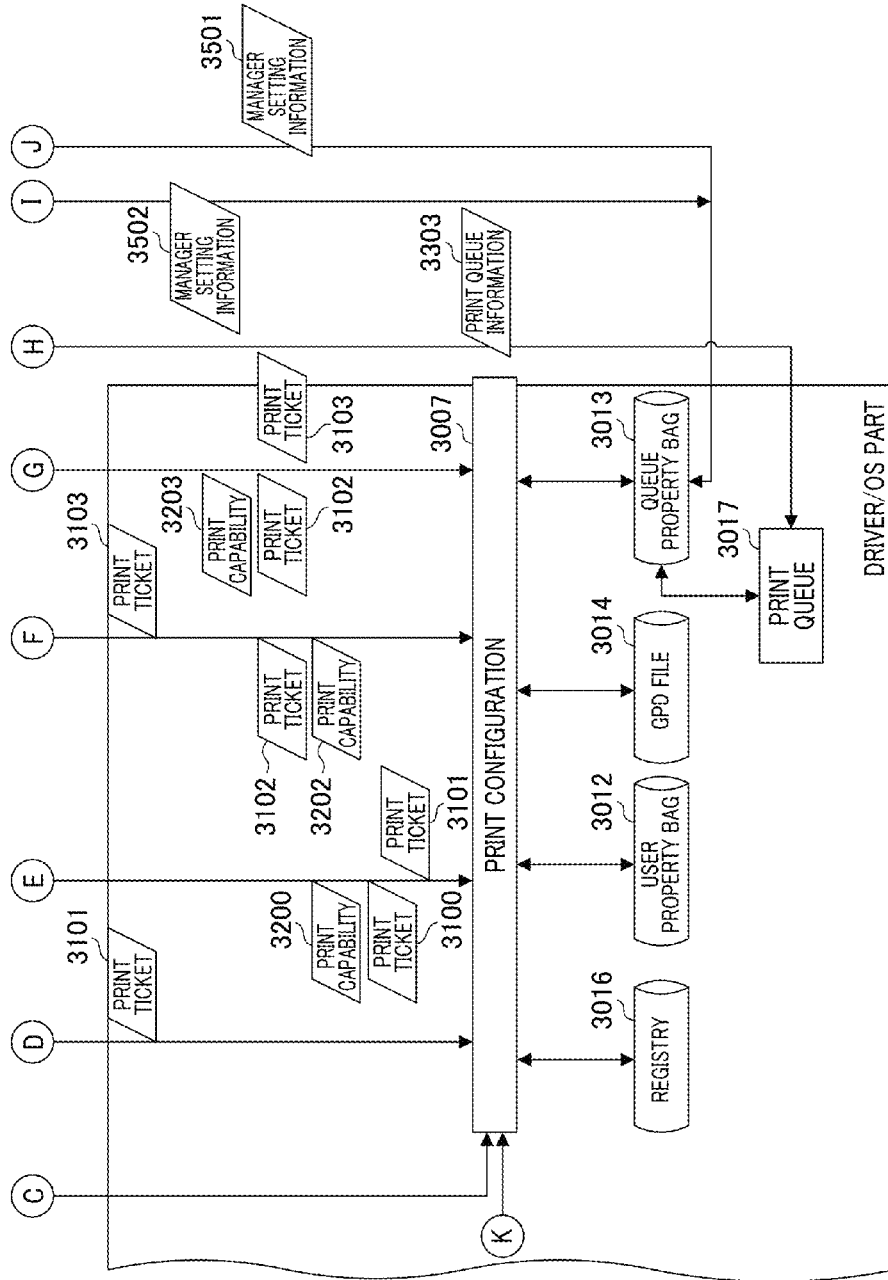 C
D
E
F
G
H
I
J
3101
PRINT
TICKET
3103
PRINT
TICKET
3502
MANAGER
SETTING
INFORMATION
3501
MANAGER
SETTING
INFORMATION
3203
PRINT
CAPABILITY
PRINT
TICKET
3102
PRINT
TICKET
3103
PRINT
TICKET
3102
PRINT
CAPABILITY
3202
3200
PRINT
CAPABILITY
PRINT
TICKET
3100
PRINT
TICKET
3101
3303
PRINT QUEUE
INFORMATION
3007
PRINT CONFIGURATION
K
3016
REGISTRY
3012
USER
PROPERTY BAG
3014
GPD FILE
3013
QUEUE
PROPERTY BAG
3017
PRINT
QUEUE
DRIVER/OS PART